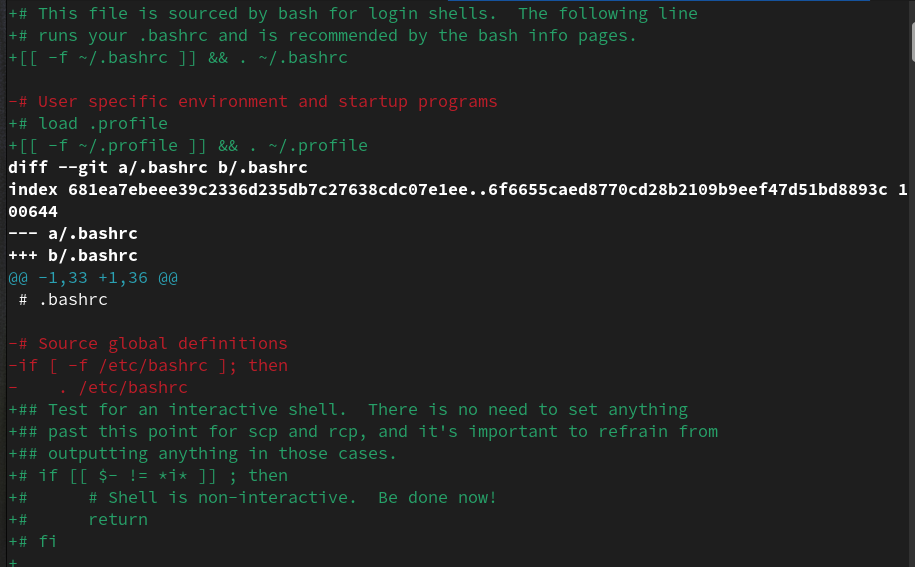 +# This file is sourced by bash for login shells.  The following line
+# runs your .bashrc and is recommended by the bash info pages.
+[[ -f ~/.bashrc ]] && . ~/.bashrc
-# User specific environment and startup programs
+# load .profile
+[[ -f ~/.profile ]] && . ~/.profile
diff --git a/.bashrc b/.bashrc
index 681ea7ebeee39c2336d235db7c27638cdc07e1ee..6f6655caed8770cd28b2109b9eef47d51bd8893c 1
00644
--- a/.bashrc
+++ b/.bashrc
@@ -1,33 +1,36 @@
 # .bashrc
-# Source global definitions
-if [ -f /etc/bashrc ]; then
-    . /etc/bashrc
+## Test for an interactive shell.  There is no need to set anything
+## past this point for scp and rcp, and it's important to refrain from
+## outputting anything in those cases.
+# if [[ $- != *i* ]] ; then
+#      # Shell is non-interactive.  Be done now!
+#      return
+# fi
+